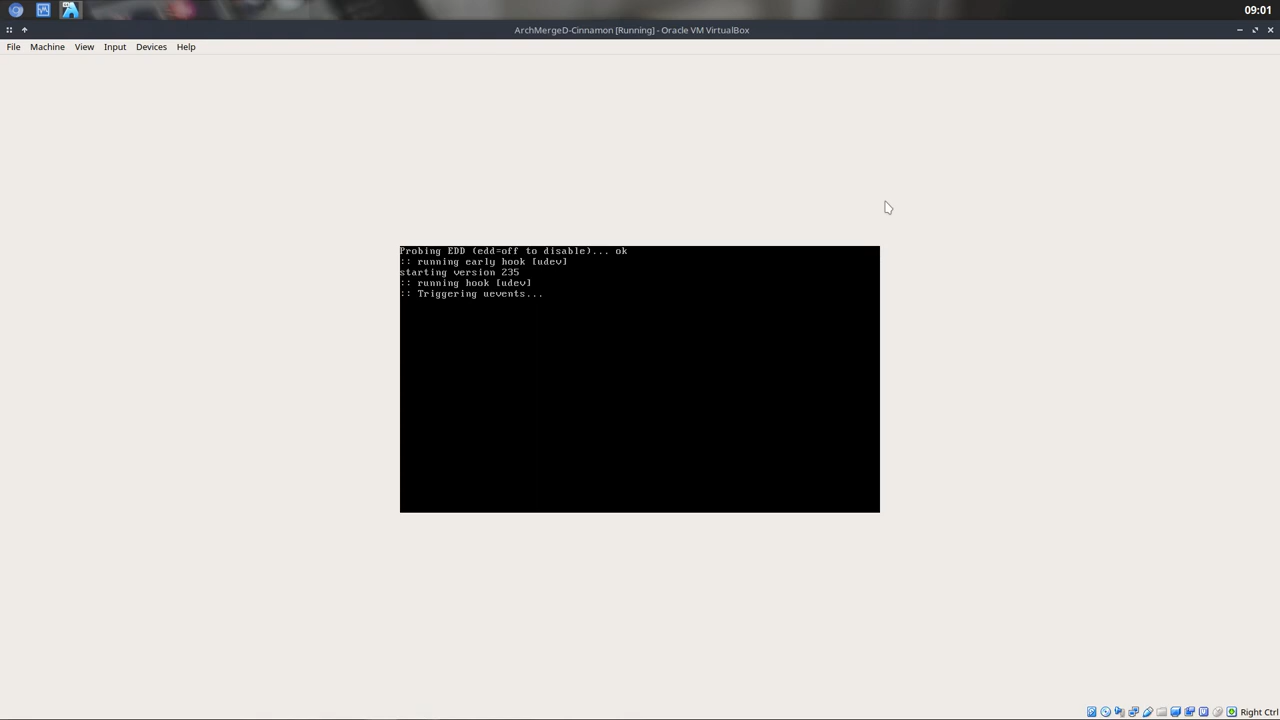 09:01
ArchMergeD-Cinnamon [Running] - Oracle VM VirtualBox
File Machine View Input Devices Help
Probing EDD (edd=off to disable)... ok
:: running early hook [udev]
starting version 235
:: running hook [udev]
:: Triggering uevents...
Right Ctrl